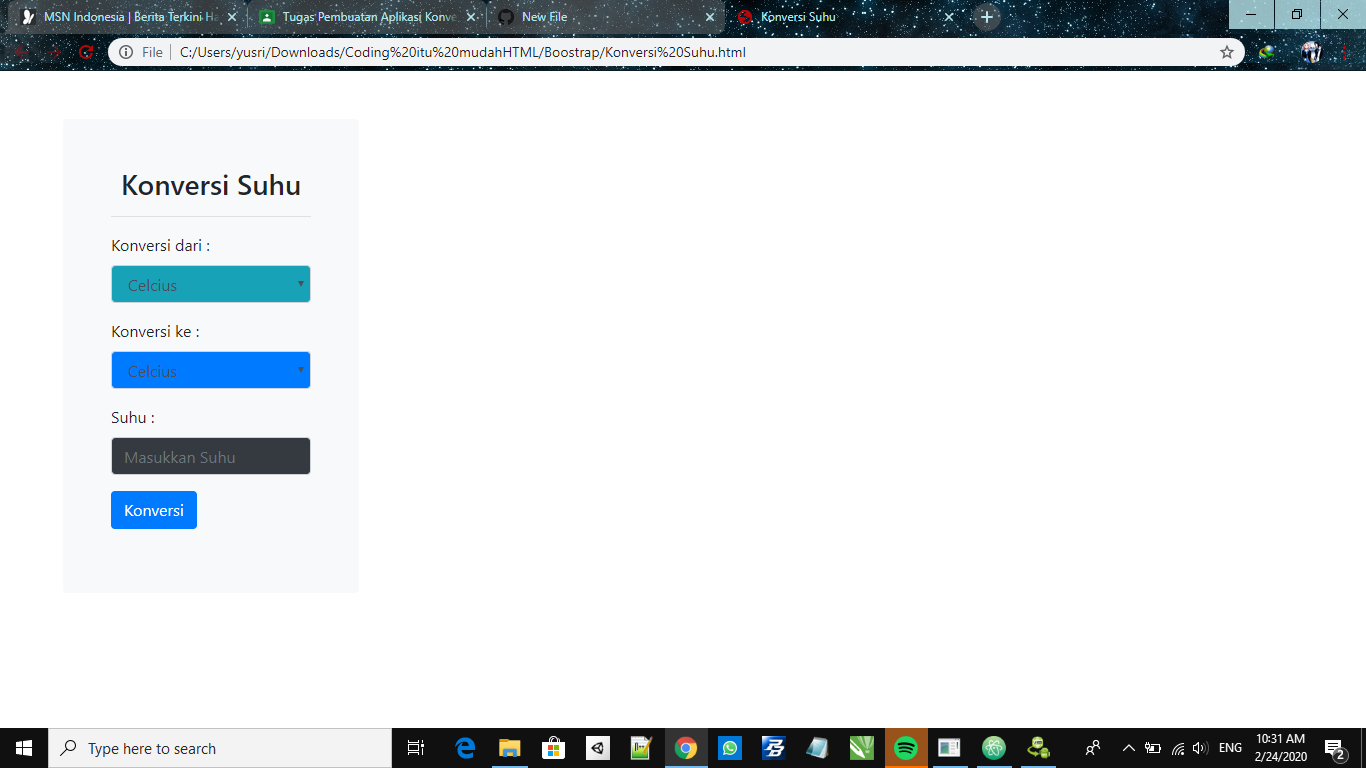 MSN Indonesia | Berita Terkini Ha
Tugas Pembuatan Aplikasi Konve
New File
Konversi Suhu
File
C:/Users/yusri/Downloads/Coding%20itu%20mudahHTML/Boostrap/Konversi%20Suhu.html
Konversi Suhu
Konversi dari :
Celcius
Konversi ke :
Celcius
Suhu :
Masukkan Suhu
Konversi
Type here to search
ENG
10:31 AM
2/24/2020
2